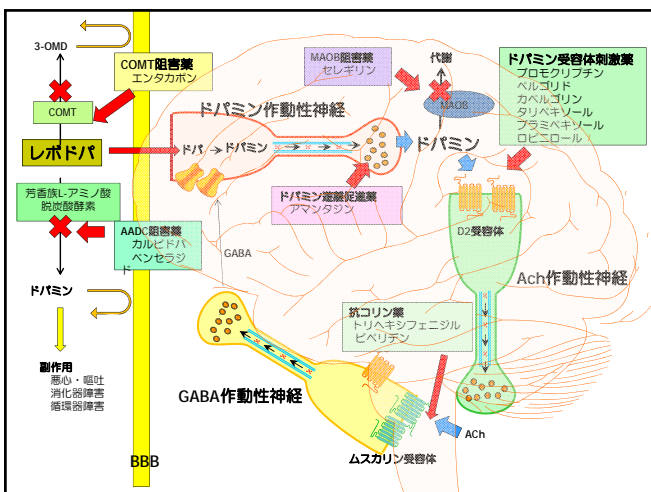 3-OMD
COMT
レボドパ
芳香族L-アミノ酸
脱炭酸酵素
ドパミン
副作用
悪心・嘔吐
消化器障害
循環器障害
COMT阻害薬
エンタカポン
AADC阻害薬
カルビドパ
ベンセラジ
ド
BBB
ドパミン作動性神経
ドパ
ドパミン
GABA
MAOB阻害薬
セレギリン
代謝
MAOB
ドパミン
ドパミン遊離促進薬
アマンタジン
ドパミン受容体刺激薬
ブロモクリプチン
ペルゴリド
カベルゴリン
タリペキソール
プラミペキソール
ロピニロール
D2受容体
Ach作動性神経
抗コリン薬
トリヘキシフェニジル
ビペリデン
GABA作動性神経
ACh
ムスカリン受容体